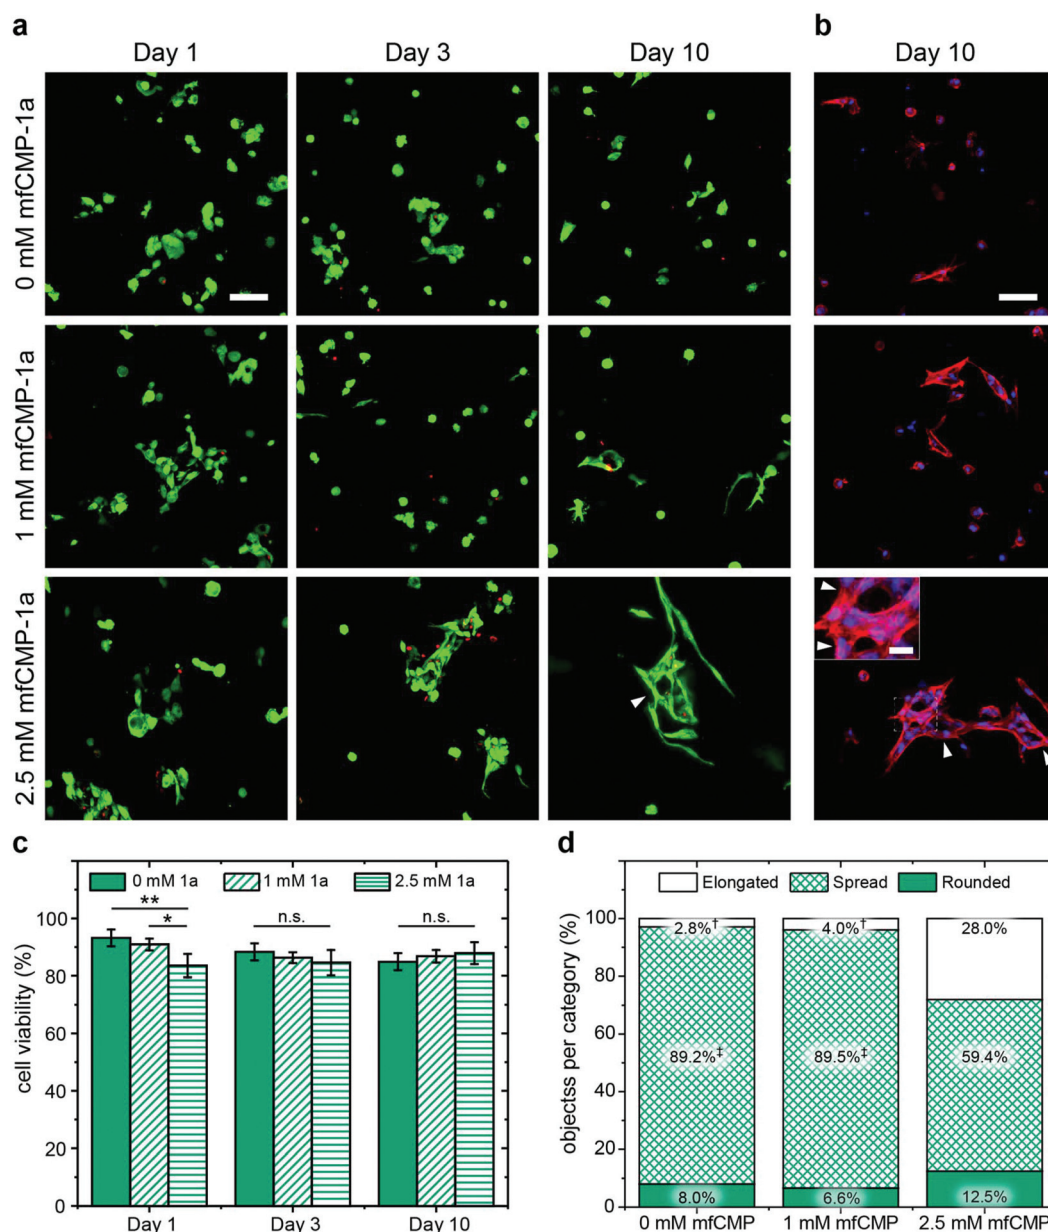 a
b
Day 1
Day 3
Day 10
Day 10
0 mM mfCMP-1a
1 mM mfCMP-1a
2.5 mM mfCMP-1a
c
0 mM 1a
1 mM 1a
2.5 mM 1a
**
*
n.s.
n.s.
cell viability (%)
100
80
60
40
20
0
Day 1
Day 3
Day 10
d
Elongated
Spread
Rounded
objectss per category (%)
100
80
60
40
20
0
2.8%†
4.0%†
28.0%
89.2%‡
89.5%‡
59.4%
8.0%
6.6%
12.5%
0 mM mfCMP
1 mM mfCMP
2.5 mM mfCMP